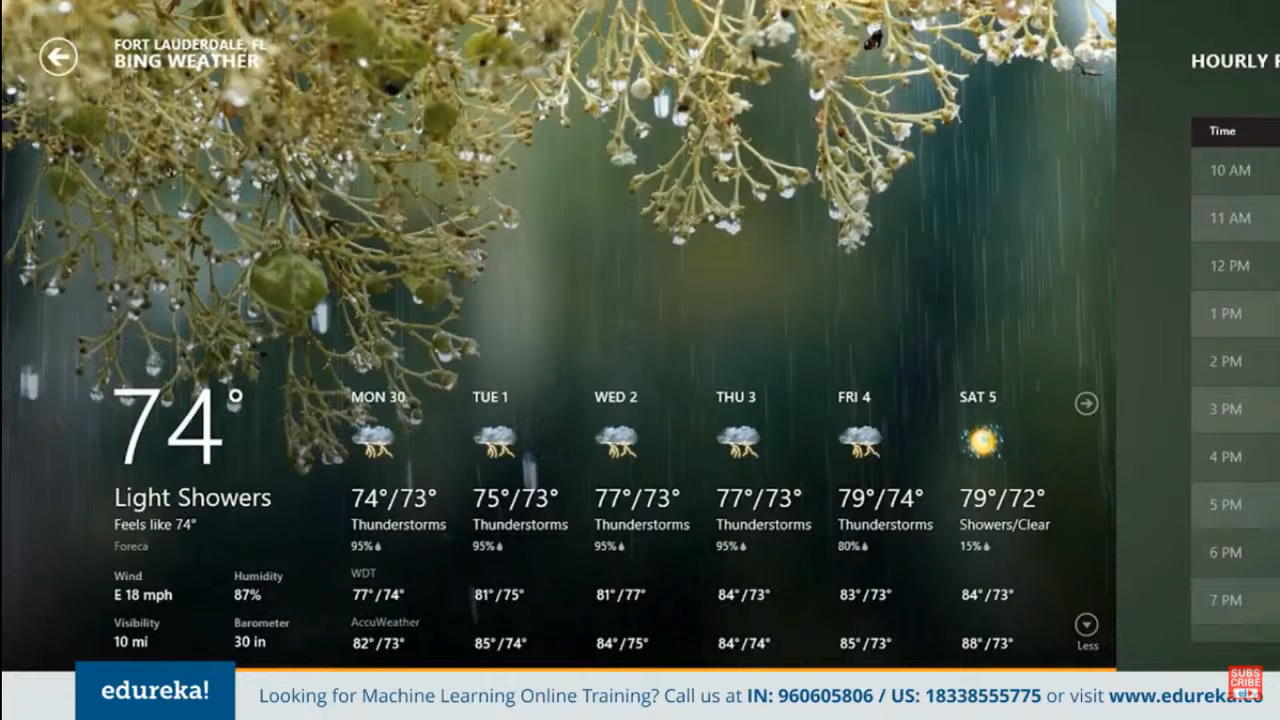 FORT LAUDERDALE, FL
BING WEATHER
HOURLY
Time
10 AM
11 AM
12 PM
1 PM
2 PM
3 PM
4 PM
5 PM
6 PM
7 PM
74°
Light Showers
Feels like 74°
Foreca
Wind Humidity
E 18 mph 87%
Visibility Barometer
10 mi 30 in
MON 30 TUE 1 WED 2 THU 3 FRI 4 SAT 5
74°/73° 75°/73° 77°/73° 77°/73° 79°/74° 79°/72°
Thunderstorms Thunderstorms Thunderstorms Thunderstorms Thunderstorms Showers/Clear
95% 95% 95% 95% 80% 15%
WDT
77°/74° 81°/75° 81°/77° 84°/73° 83°/73° 84°/73°
AccuWeather
82°/73° 85°/74° 84°/75° 84°/74° 85°/73° 88°/73°
Less
edureka!
Looking for Machine Learning Online Training? Call us at IN: 960605806 / US: 18338555775 or visit www.edureka.co
SUBS
CRIBE